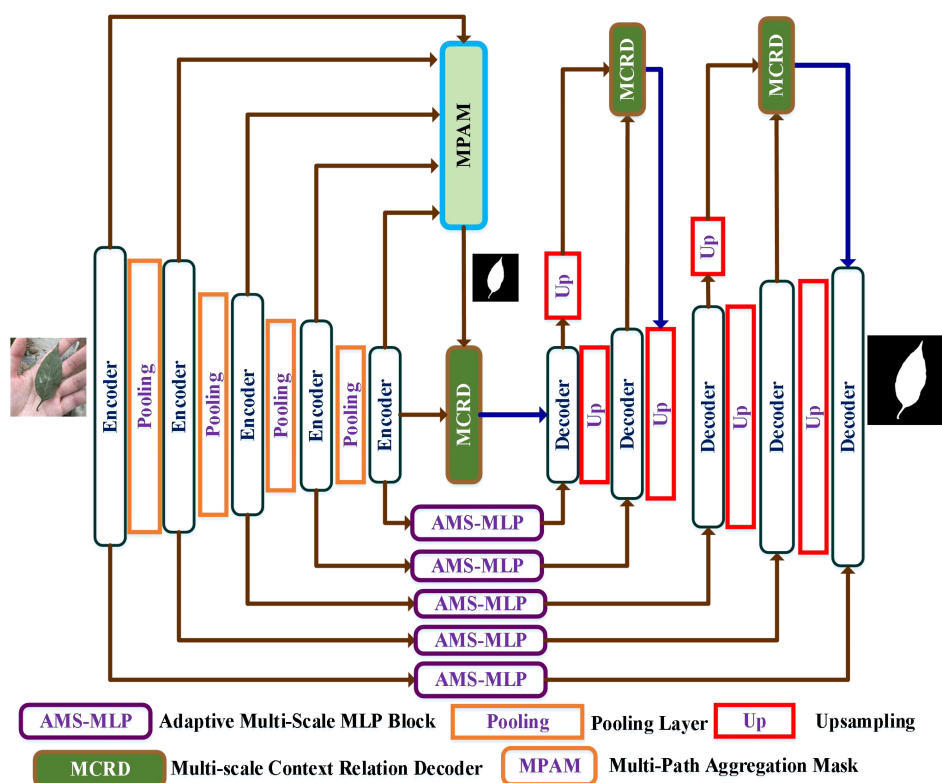 MPAM
MCRD
MCRD
Up
Up
Encoder
Pooling
Encoder
Pooling
Encoder
Pooling
Encoder
Pooling
Encoder
MCRD
Decoder
Up
Decoder
Up
Decoder
Up
Decoder
Up
Decoder
AMS-MLP
AMS-MLP
AMS-MLP
AMS-MLP
AMS-MLP
AMS-MLP Adaptive Multi-Scale MLP Block Pooling Pooling Layer Up Upsampling
MCRD Multi-scale Context Relation Decoder MPAM Multi-Path Aggregation Mask